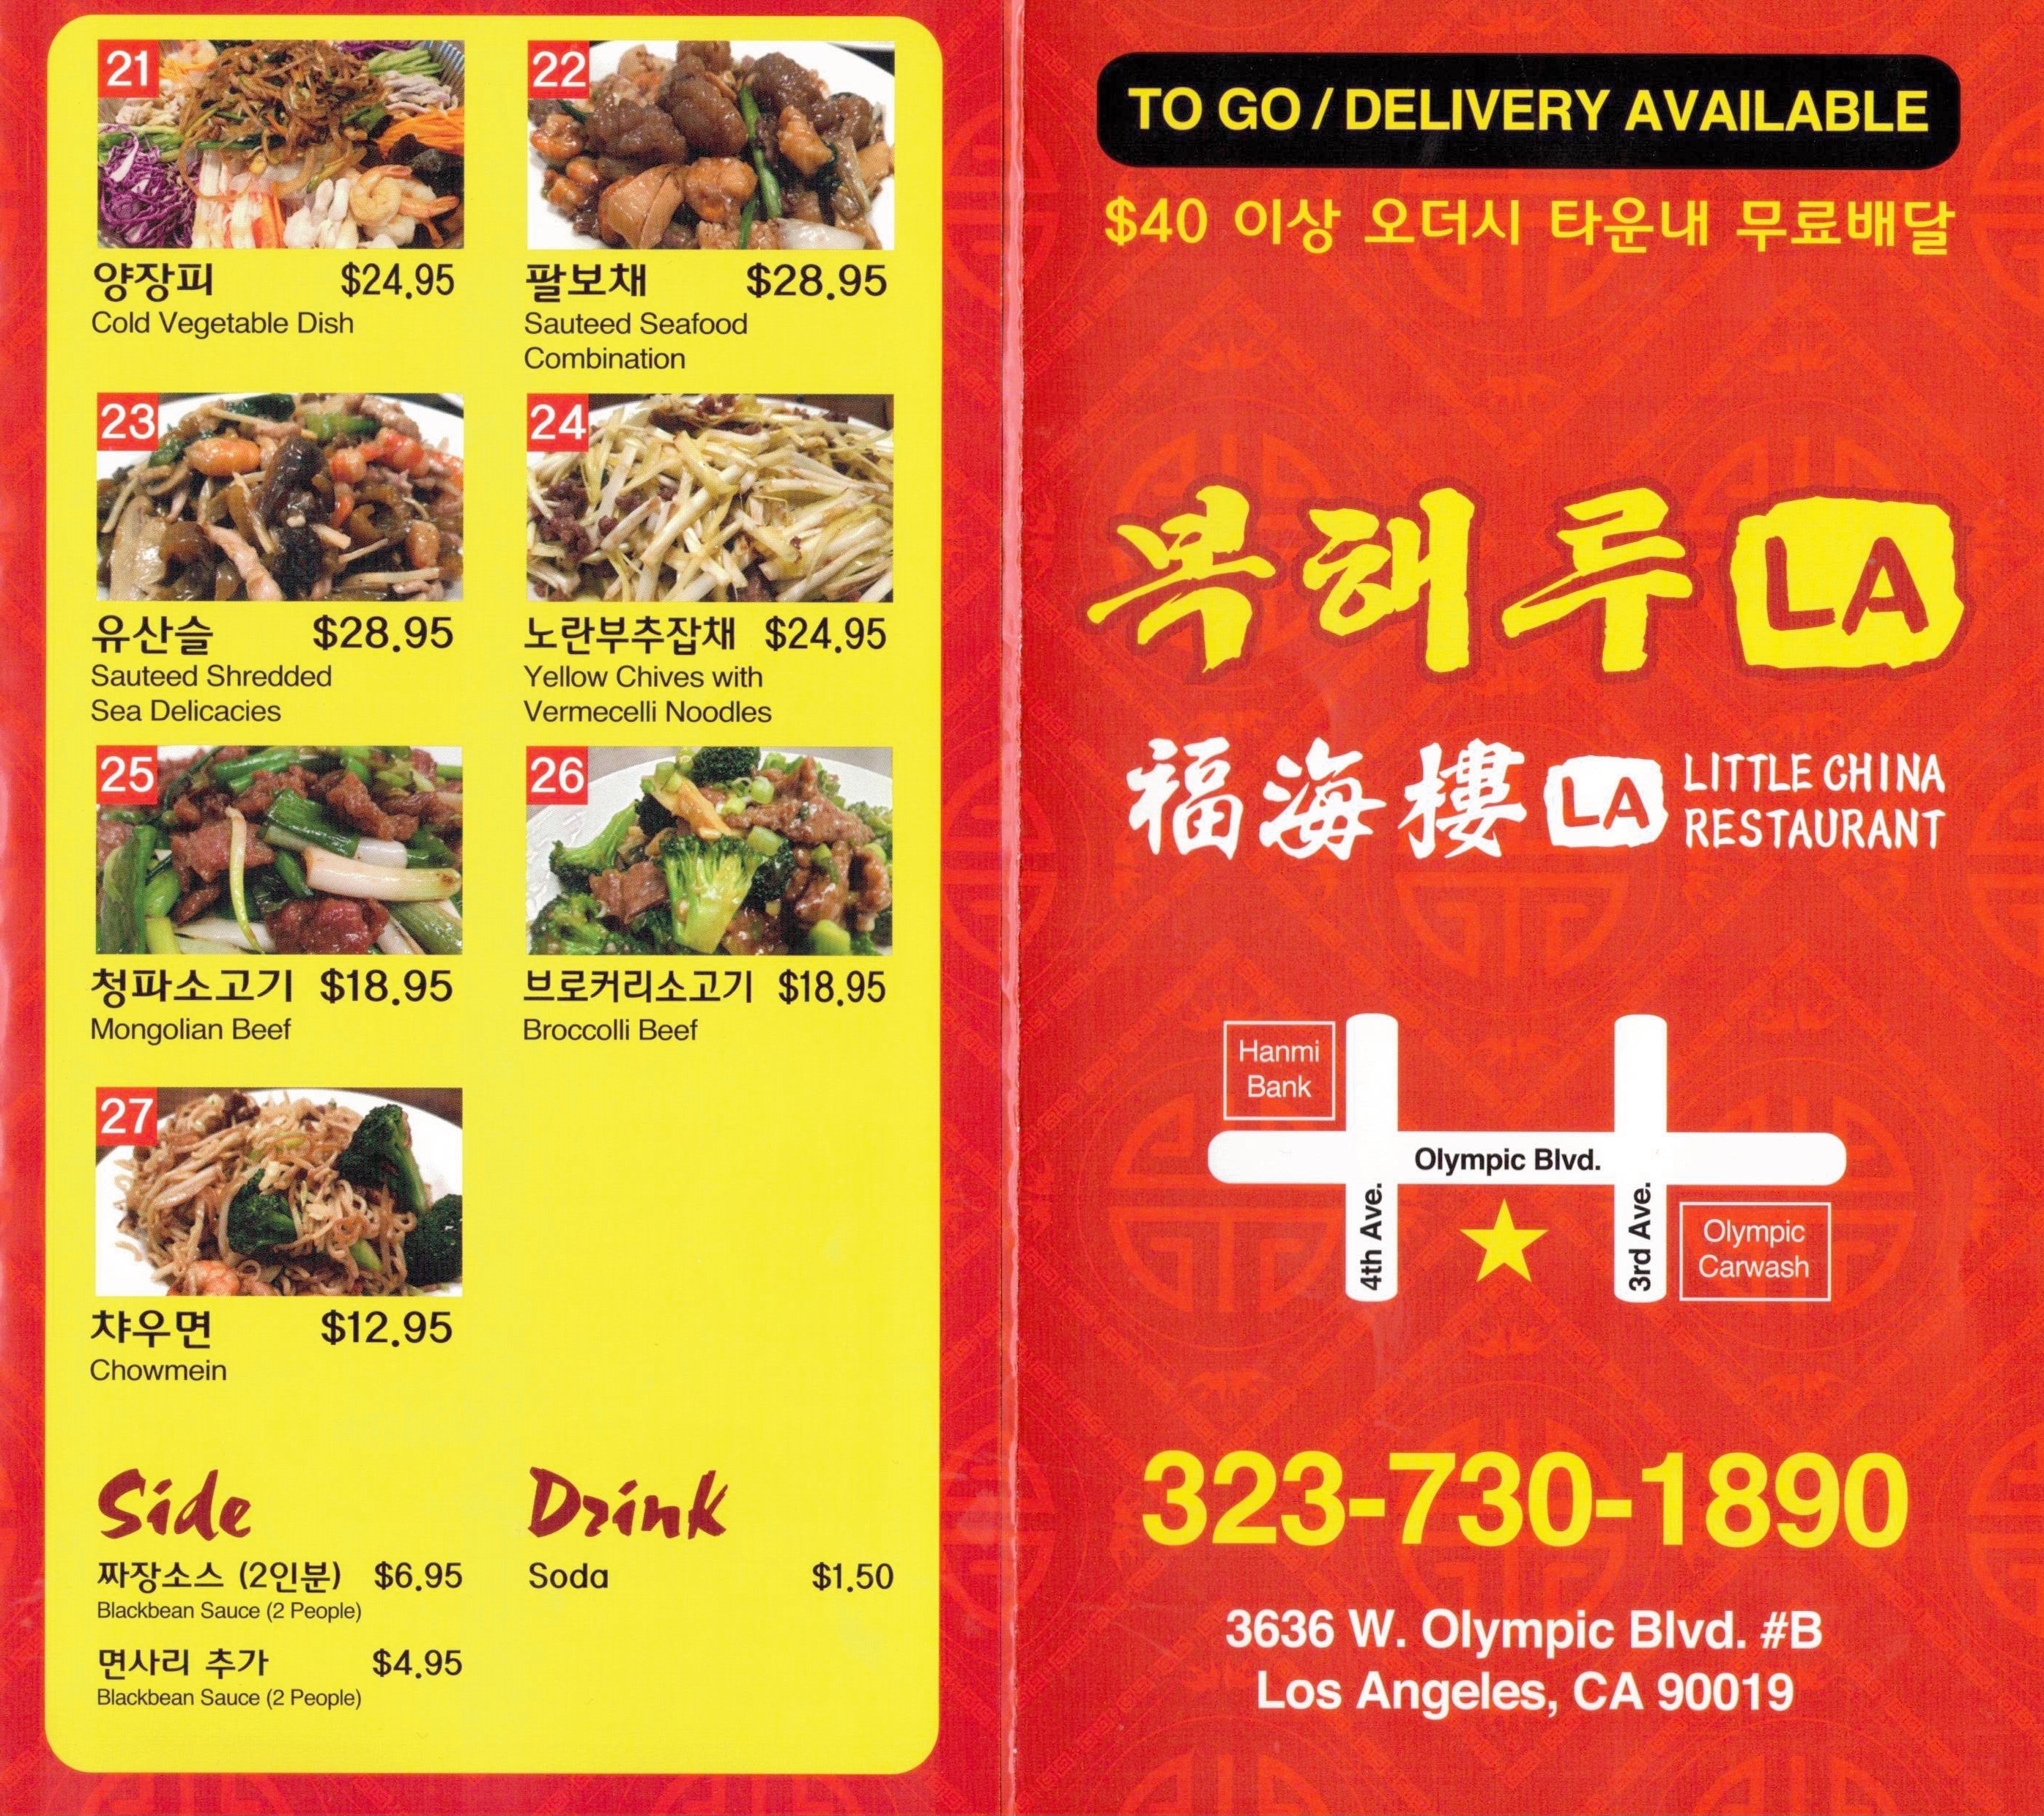 21
양장피 $24.95
Cold Vegetable Dish
22
팔보채 $28.95
Sauteed Seafood
Combination
23
유산슬 $28.95
Sauteed Shredded
Sea Delicacies
24
노란부추잡채 $24.95
Yellow Chives with
Vermecelli Noodles
25
청파소고기 $18.95
Mongolian Beef
26
브로커리소고기 $18.95
Broccolli Beef
27
챠우면 $12.95
Chowmein
Side
짜장소스 (2인분) $6.95
Blackbean Sauce (2 People)
면사리 추가 $4.95
Blackbean Sauce (2 People)
Drink
Soda $1.50
TO GO / DELIVERY AVAILABLE
$40 이상 오더시 타운내 무료배달
복해루 LA
福海樓 LA LITTLE CHINA
RESTAURANT
Hanmi
Bank
Olympic Blvd.
4th Ave.
3rd Ave.
Olympic
Carwash
323-730-1890
3636 W. Olympic Blvd. #B
Los Angeles, CA 90019